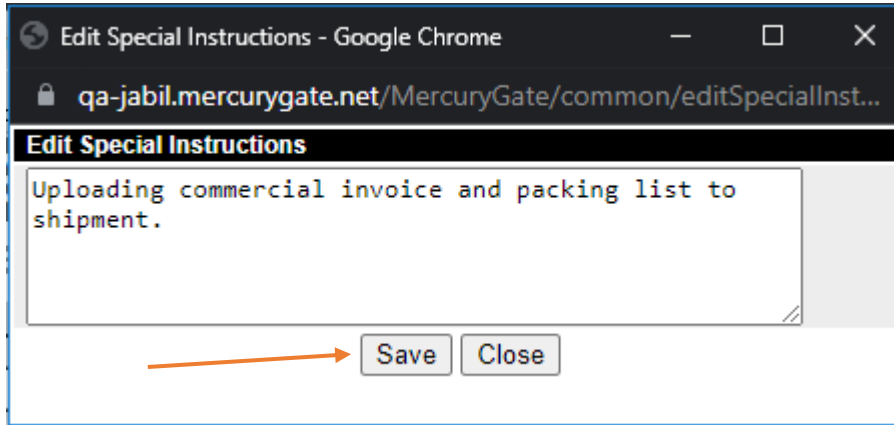 Edit Special Instructions - Google Chrome
qa-jabil.mercurygate.net/MercuryGate/common/editSpecialInst...
Edit Special Instructions
Uploading commercial invoice and packing list to
shipment.
Save Close